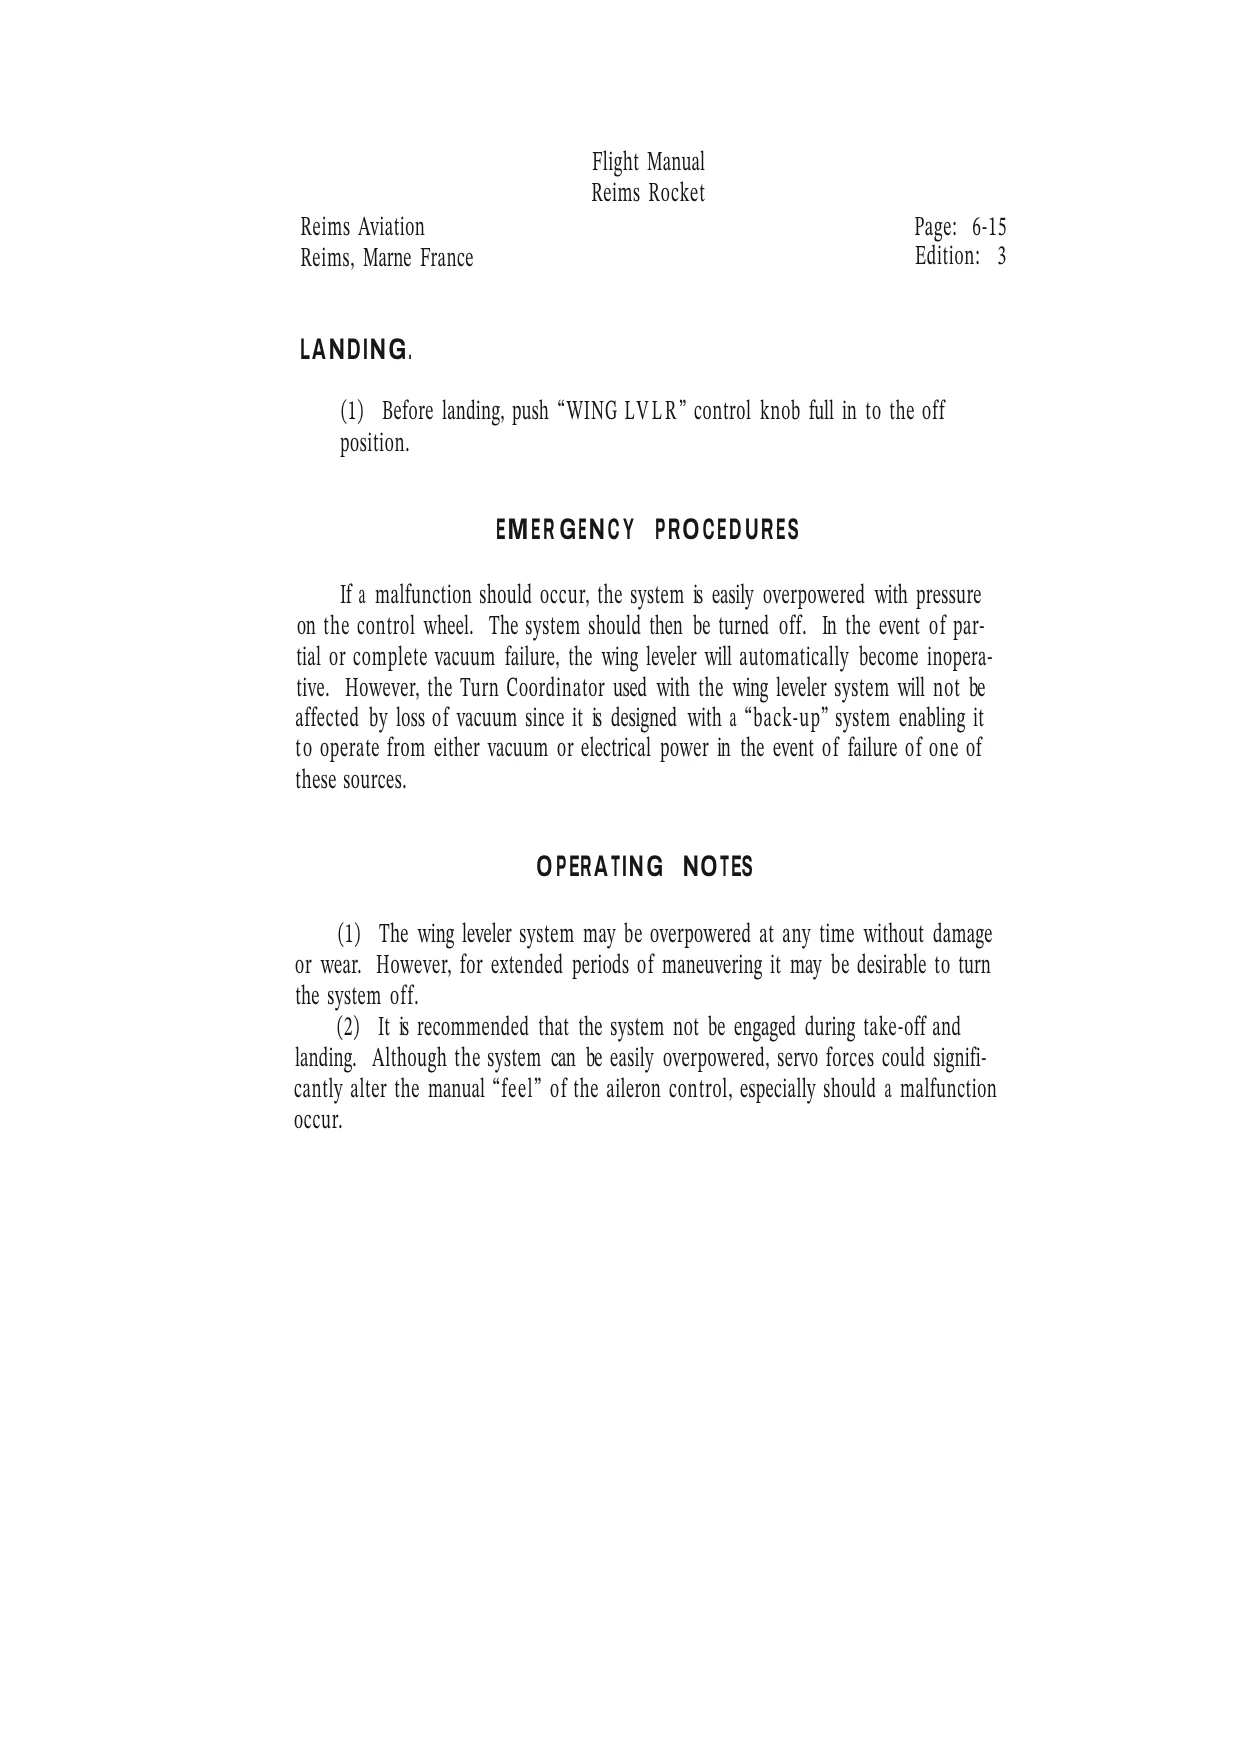 Flight Manual
Reims Rocket
Reims Aviation
Reims, Marne France
Page: 6-15
Edition: 3
LANDING.
(1) Before landing, push “WING LVLR” control knob full in to the off
position.
EMERGENCY PROCEDURES
If a malfunction should occur, the system is easily overpowered with pressure
on the control wheel. The system should then be turned off. In the event of par-
tial or complete vacuum failure, the wing leveler will automatically become inopera-
tive. However, the Turn Coordinator used with the wing leveler system will not be
affected by loss of vacuum since it is designed with a “back-up” system enabling it
to operate from either vacuum or electrical power in the event of failure of one of
these sources.
OPERATING NOTES
(1) The wing leveler system may be overpowered at any time without damage
or wear. However, for extended periods of maneuvering it may be desirable to turn
the system off.
(2) It is recommended that the system not be engaged during take-off and
landing. Although the system can be easily overpowered, servo forces could signifi-
cantly alter the manual “feel” of the aileron control, especially should a malfunction
occur.